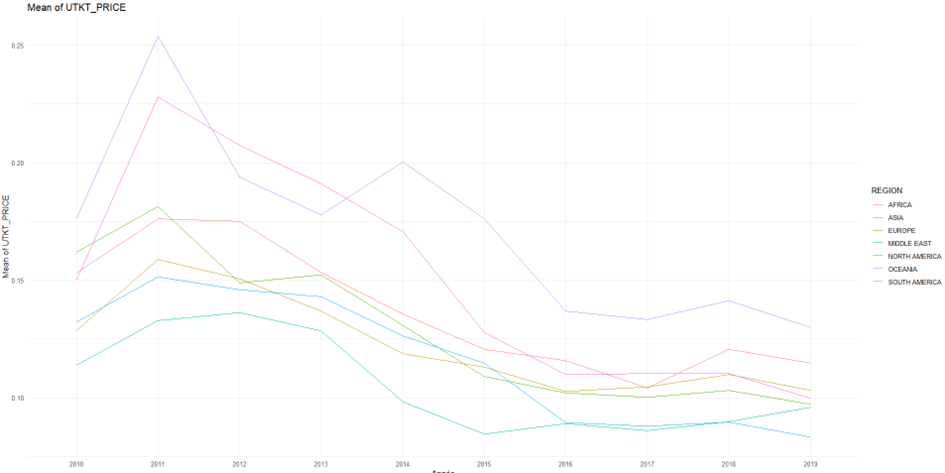 Mean of UTKT_PRICE
0.25
0.20
0.15
0.10
Mean of UTKT_PRICE
2010 2011 2012 2013 2014 2015 2016 2017 2018 2019
REGION
AFRICA
ASIA
EUROPE
MIDDLE EAST
NORTH AMERICA
OCEANIA
SOUTH AMERICA